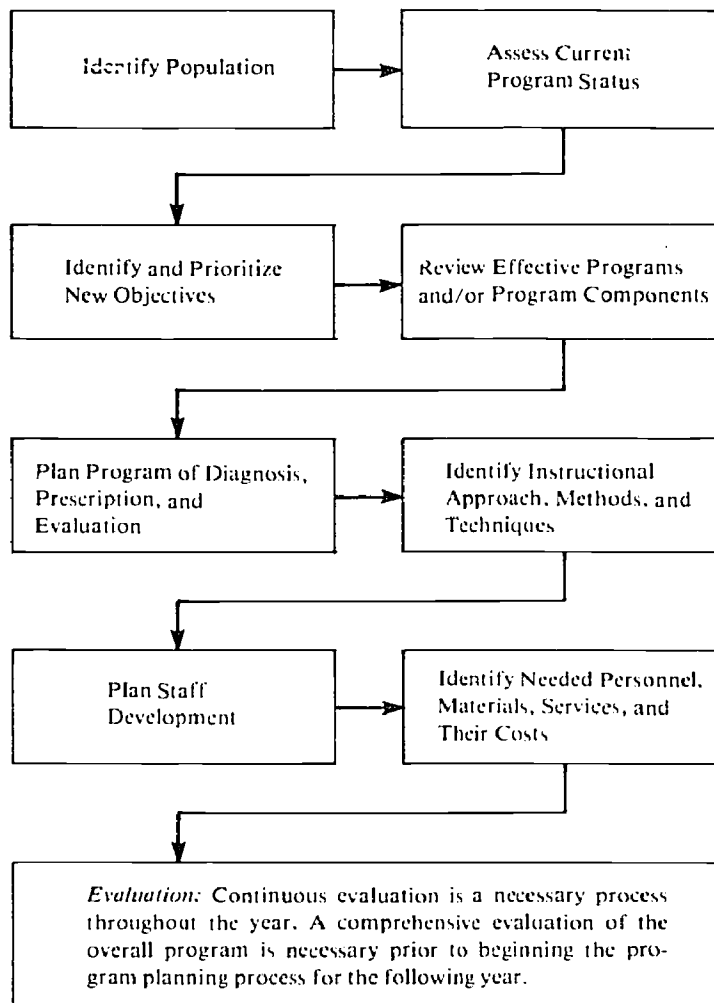 Identify Population
Assess Current
Program Status
Identify and Prioritize
New Objectives
Review Effective Programs
and/or Program Components
Plan Program of Diagnosis,
Prescription, and
Evaluation
Identify Instructional
Approach, Methods, and
Techniques
Plan Staff
Development
Identify Needed Personnel,
Materials, Services, and
Their Costs
Evaluation: Continuous evaluation is a necessary process
throughout the year. A comprehensive evaluation of the
overall program is necessary prior to beginning the pro-
gram planning process for the following year.